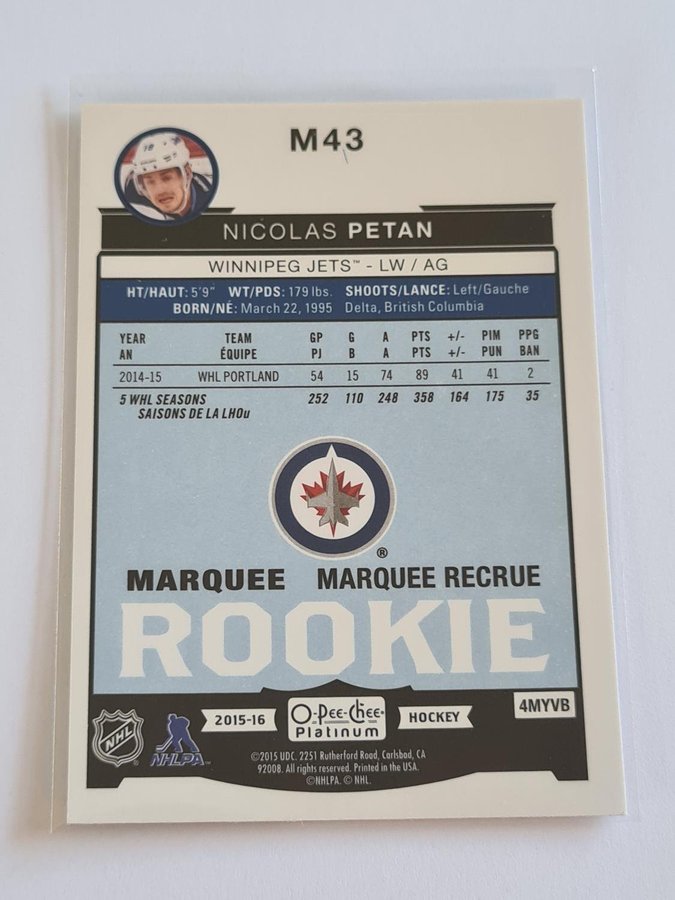 M43
18
NICOLAS PETAN
WINNIPEG JETS™ - LW / AG
HT/HAUT: 5'9" WT/PDS: 179 lbs. SHOOTS/LANCE: Left/Gauche
BORN/NÉ: March 22, 1995 Delta, British Columbia
YEAR TEAM GP G A PTS +/- PIM PPG
AN ÉQUIPE PJ B A PTS +/- PUN BAN
2014-15 WHL PORTLAND 54 15 74 89 41 41 2
5 WHL SEASONS 252 110 248 358 164 175 35
SAISONS DE LA LHOu
®
MARQUEE MARQUEE RECRUE
ROOKIE
NHL NHLPA 2015-16 O-Pee-Chee Platinum HOCKEY 4MYVB
©2015 UDC. 2251 Rutherford Road, Carlsbad, CA
92008. All rights reserved. Printed in the USA.
©NHLPA. © NHL.